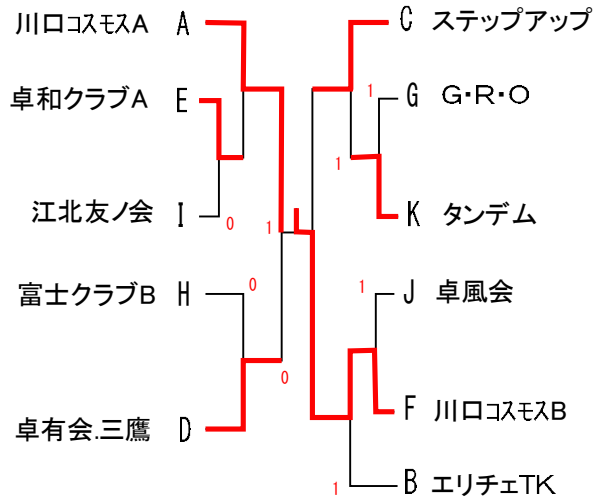 川口コスモスA A
卓和クラブA E
江北友ノ会 I
富士クラブB H
卓有会.三鷹 D
0
0
1
0
C ステップアップ
1
G G・R・O
1
K タンデム
1
J 卓風会
F 川口コスモスB
1
B エリチェTK